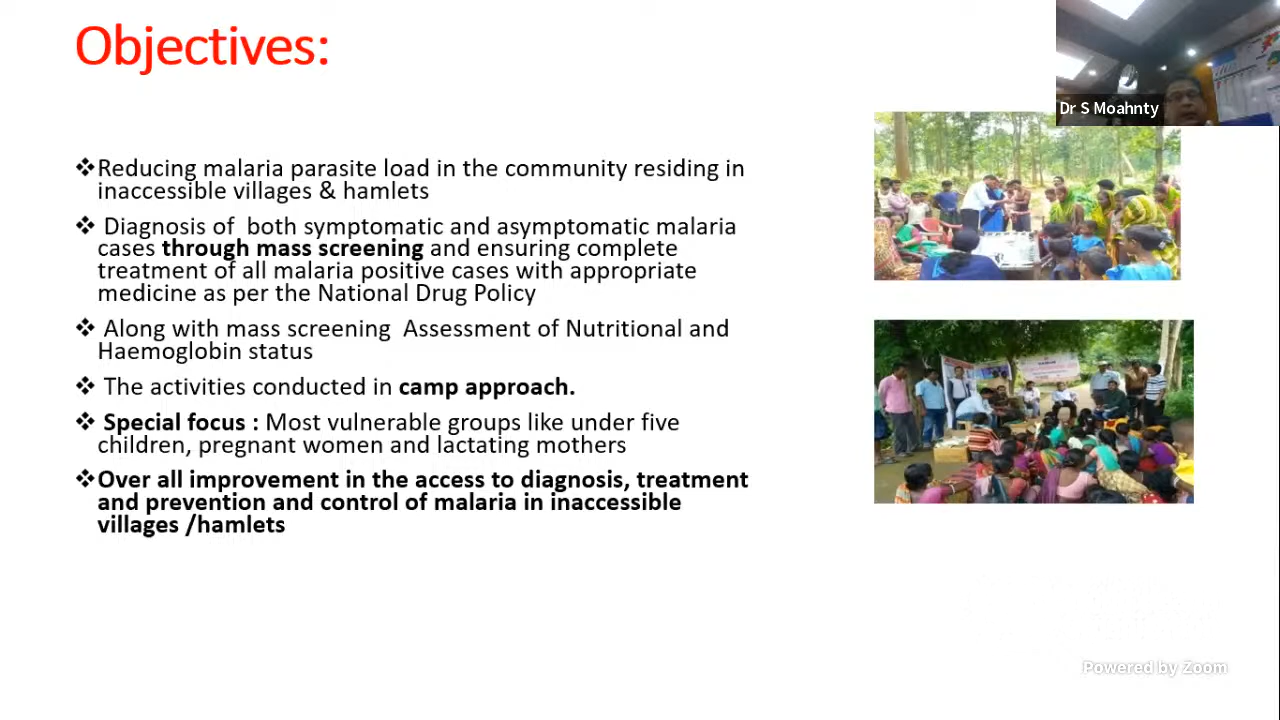 Objectives:
Dr S Moahnty
❖Reducing malaria parasite load in the community residing in
inaccessible villages & hamlets
❖ Diagnosis of both symptomatic and asymptomatic malaria
cases through mass screening and ensuring complete
treatment of all malaria positive cases with appropriate
medicine as per the National Drug Policy
❖ Along with mass screening Assessment of Nutritional and
Haemoglobin status
❖ The activities conducted in camp approach.
❖ Special focus : Most vulnerable groups like under five
children, pregnant women and lactating mothers
❖Over all improvement in the access to diagnosis, treatment
and prevention and control of malaria in inaccessible
villages /hamlets
Powered by Zoom